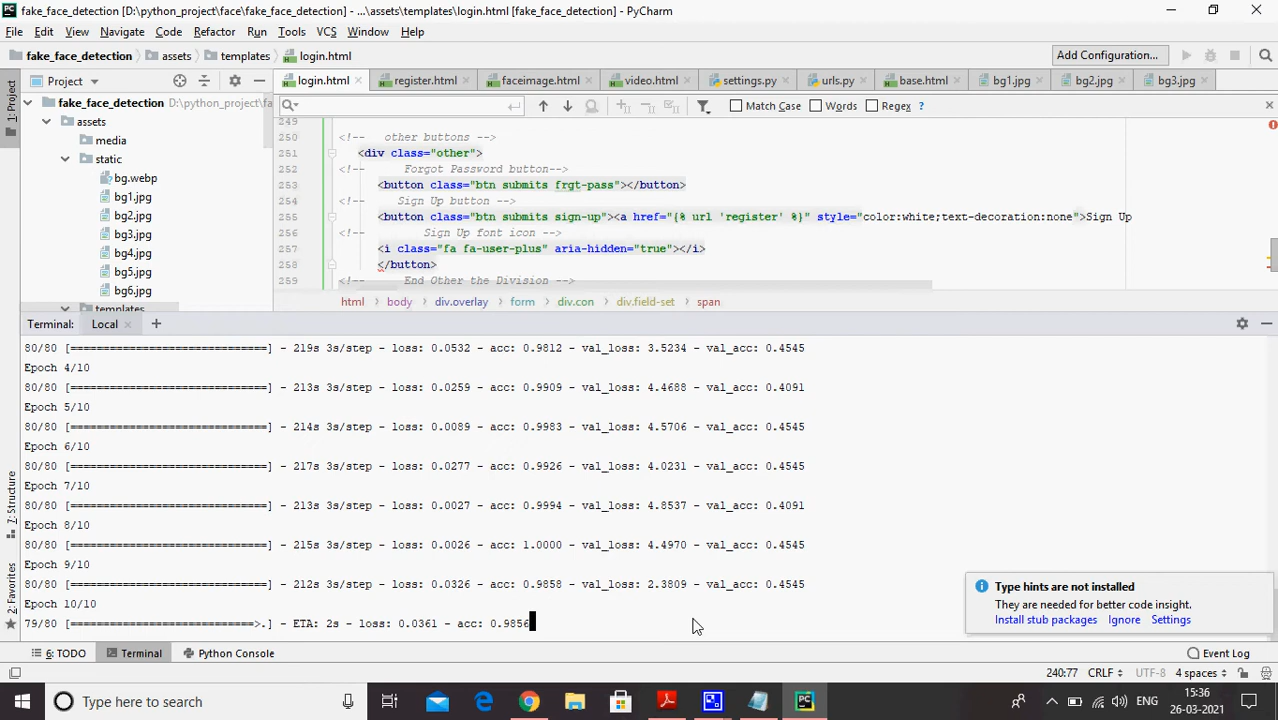 fake_face_detection [D:\python_project\face\fake_face_detection] - ...\assets\templates\login.html [fake_face_detection] - PyCharm
File Edit View Navigate Code Refactor Run Tools VCS Window Help
fake_face_detection assets templates login.html Add Configuration...
1: Project
Project
login.html register.html faceimage.html video.html settings.py urls.py base.html bg1.jpg bg2.jpg bg3.jpg
fake_face_detection D:\python_project\fa
Match Case Words Regex ?
assets
media
static
bg.webp
bg1.jpg
bg2.jpg
bg3.jpg
bg4.jpg
bg5.jpg
bg6.jpg
templates
249
250 <!-- other buttons -->
251 <div class="other">
252 <!-- Forgot Password button-->
253 <button class="btn submits frgt-pass"></button>
254 <!-- Sign Up button -->
255 <button class="btn submits sign-up"><a href="{% url 'register' %}" style="color:white;text-decoration:none">Sign Up
256 <!-- Sign Up font icon -->
257 <i class="fa fa-user-plus" aria-hidden="true"></i>
258 </button>
259 <!-- End Other the Division -->
html body div.overlay form div.con div.field-set span
Terminal: Local +
80/80 [==============================] - 219s 3s/step - loss: 0.0532 - acc: 0.9812 - val_loss: 3.5234 - val_acc: 0.4545
Epoch 4/10
80/80 [==============================] - 213s 3s/step - loss: 0.0259 - acc: 0.9909 - val_loss: 4.4688 - val_acc: 0.4091
Epoch 5/10
80/80 [==============================] - 214s 3s/step - loss: 0.0089 - acc: 0.9983 - val_loss: 4.5706 - val_acc: 0.4545
Epoch 6/10
80/80 [==============================] - 217s 3s/step - loss: 0.0277 - acc: 0.9926 - val_loss: 4.0231 - val_acc: 0.4545
Epoch 7/10
80/80 [==============================] - 213s 3s/step - loss: 0.0027 - acc: 0.9994 - val_loss: 4.8537 - val_acc: 0.4091
Epoch 8/10
80/80 [==============================] - 215s 3s/step - loss: 0.0026 - acc: 1.0000 - val_loss: 4.4970 - val_acc: 0.4545
Epoch 9/10
80/80 [==============================] - 212s 3s/step - loss: 0.0326 - acc: 0.9858 - val_loss: 2.3809 - val_acc: 0.4545
Epoch 10/10
79/80 [============================>.] - ETA: 2s - loss: 0.0361 - acc: 0.9856
Z: Structure
2: Favorites
Type hints are not installed
They are needed for better code insight.
Install stub packages Ignore Settings
6: TODO Terminal Python Console Event Log
240:77 CRLF UTF-8 4 spaces
Type here to search
ENG
15:36
26-03-2021